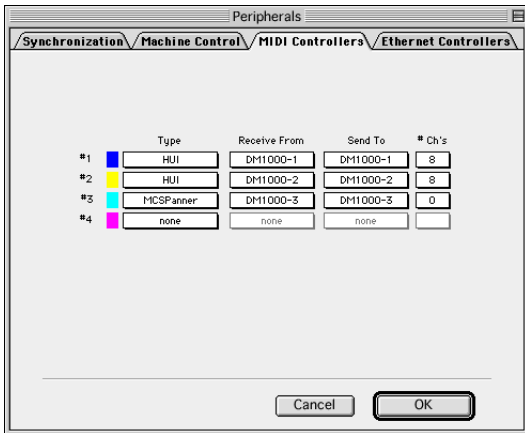 Peripherals
Synchronization Machine Control MIDI Controllers Ethernet Controllers
Type Receive From Send To # Ch's
#1 HUI DM1000-1 DM1000-1 8
#2 HUI DM1000-2 DM1000-2 8
#3 MCSPanner DM1000-3 DM1000-3 0
#4 none none none
Cancel OK